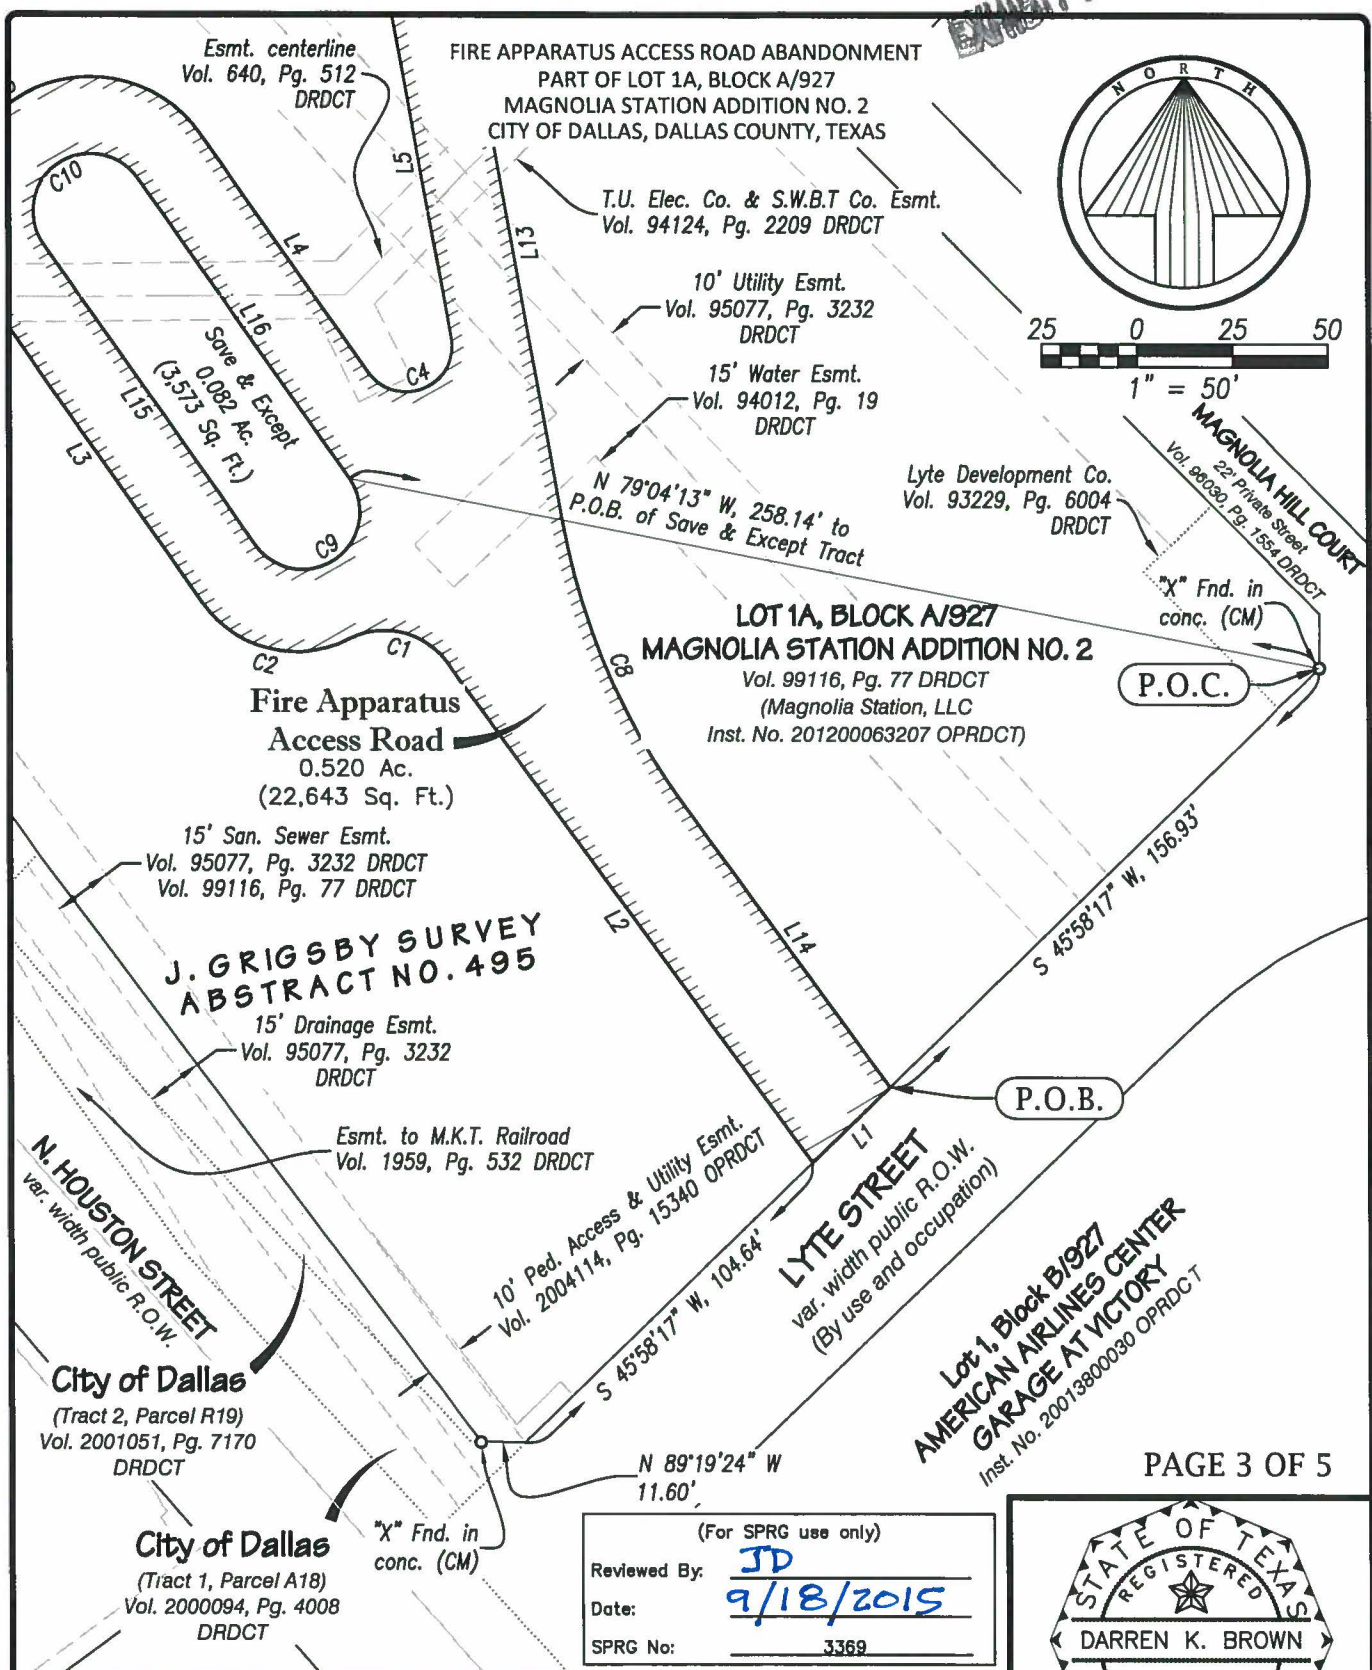 FIRE APPARATUS ACCESS ROAD ABANDONMENT
PART OF LOT 1A, BLOCK A/927
MAGNOLIA STATION ADDITION NO. 2
CITY OF DALLAS, DALLAS COUNTY, TEXAS
Esmt. centerline
Vol. 640, Pg. 512
DRDCT
NORTH
T.U. Elec. Co. & S.W.B.T Co. Esmt.
Vol. 94124, Pg. 2209 DRDCT
10' Utility Esmt.
Vol. 95077, Pg. 3232
DRDCT
15' Water Esmt.
Vol. 94012, Pg. 19
DRDCT
25 0 25 50
1" = 50'
MAGNOLIA HILL COURT
22' Private Street
Vol. 96030, Pg. 1554 DRDCT
Lyte Development Co.
Vol. 93229, Pg. 6004
DRDCT
"X" Fnd. in
conc. (CM)
P.O.C.
C10
L4
L5
L13
L16
L15
L3
C4
C9
Save & Except
0.082 Ac.
(3,573 Sq. Ft.)
N 79°04'13" W, 258.14' to
P.O.B. of Save & Except Tract
LOT 1A, BLOCK A/927
MAGNOLIA STATION ADDITION NO. 2
Vol. 99116, Pg. 77 DRDCT
(Magnolia Station, LLC
Inst. No. 201200063207 OPRDCT)
C2
C1
C8
Fire Apparatus
Access Road
0.520 Ac.
(22,643 Sq. Ft.)
15' San. Sewer Esmt.
Vol. 95077, Pg. 3232 DRDCT
Vol. 99116, Pg. 77 DRDCT
L2
L14
S 45°58'17" W, 156.93'
J. GRIGSBY SURVEY
ABSTRACT NO. 495
15' Drainage Esmt.
Vol. 95077, Pg. 3232
DRDCT
P.O.B.
L1
Esmt. to M.K.T. Railroad
Vol. 1959, Pg. 532 DRDCT
10' Ped. Access & Utility Esmt.
Vol. 2004114, Pg. 15340 OPRDCT
N. HOUSTON STREET
var. width public R.O.W.
LYTE STREET
var. width public R.O.W.
(By use and occupation)
S 45°58'17" W, 104.64'
Lot 1, Block B/927
AMERICAN AIRLINES CENTER
GARAGE AT VICTORY
Inst. No. 20013800030 OPRDCT
City of Dallas
(Tract 2, Parcel R19)
Vol. 2001051, Pg. 7170
DRDCT
N 89°19'24" W
11.60'
PAGE 3 OF 5
City of Dallas
(Tract 1, Parcel A18)
Vol. 2000094, Pg. 4008
DRDCT
"X" Fnd. in
conc. (CM)
(For SPRG use only)
Reviewed By: JD
Date: 9/18/2015
SPRG No: 3369
STATE OF TEXAS
REGISTERED
DARREN K. BROWN